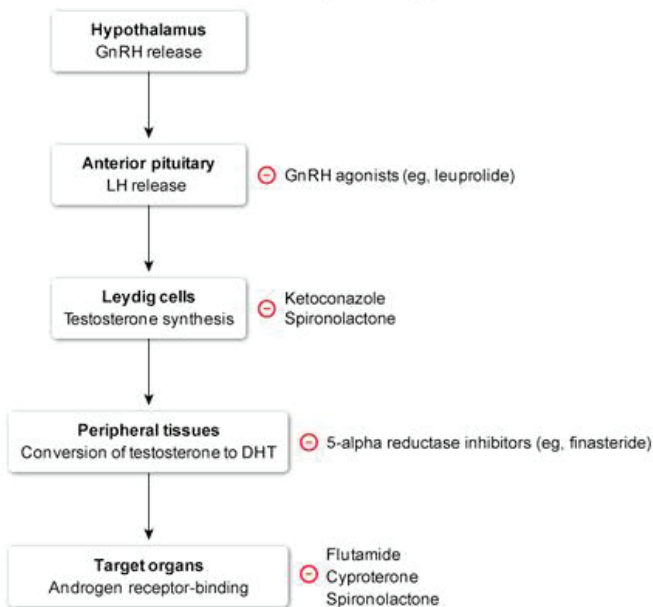 Hypothalamus
GnRH release
Anterior pituitary
LH release
GnRH agonists (eg, leuprolide)
Leydig cells
Testosterone synthesis
Ketoconazole
Spironolactone
Peripheral tissues
Conversion of testosterone to DHT
5-alpha reductase inhibitors (eg, finasteride)
Target organs
Androgen receptor-binding
Flutamide
Cyproterone
Spironolactone